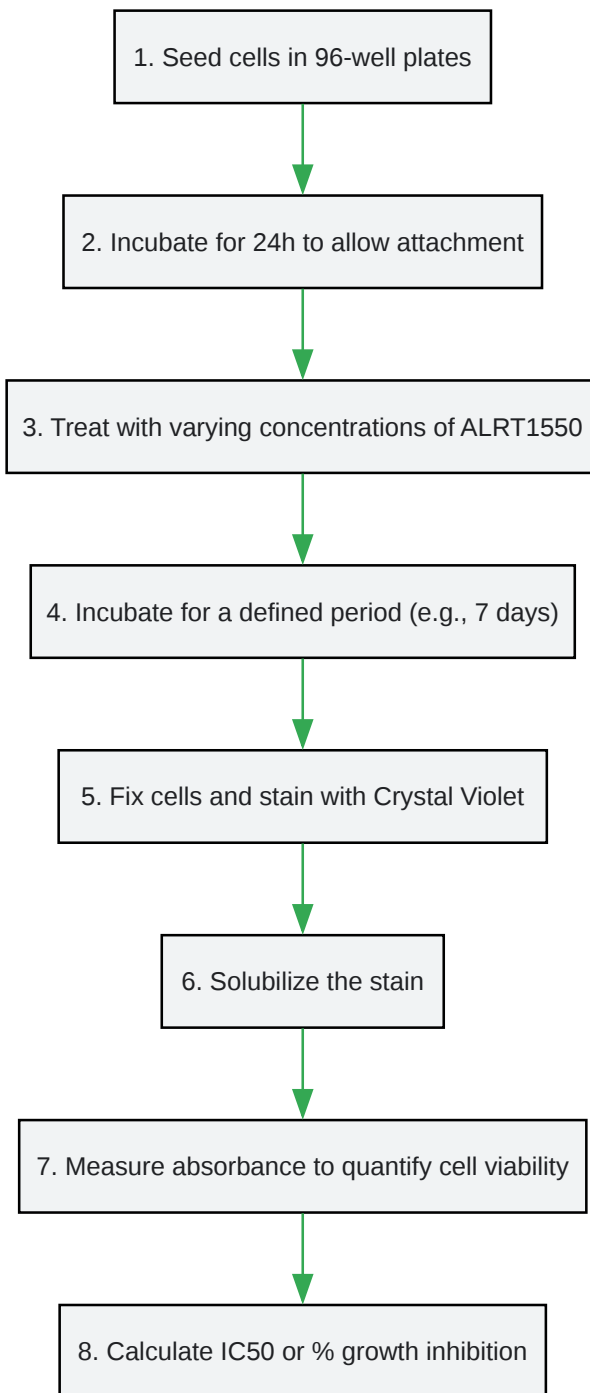 1. Seed cells in 96-well plates
2. Incubate for 24h to allow attachment
3. Treat with varying concentrations of ALRT1550
4. Incubate for a defined period (e.g., 7 days)
5. Fix cells and stain with Crystal Violet
6. Solubilize the stain
7. Measure absorbance to quantify cell viability
8. Calculate IC50 or % growth inhibition